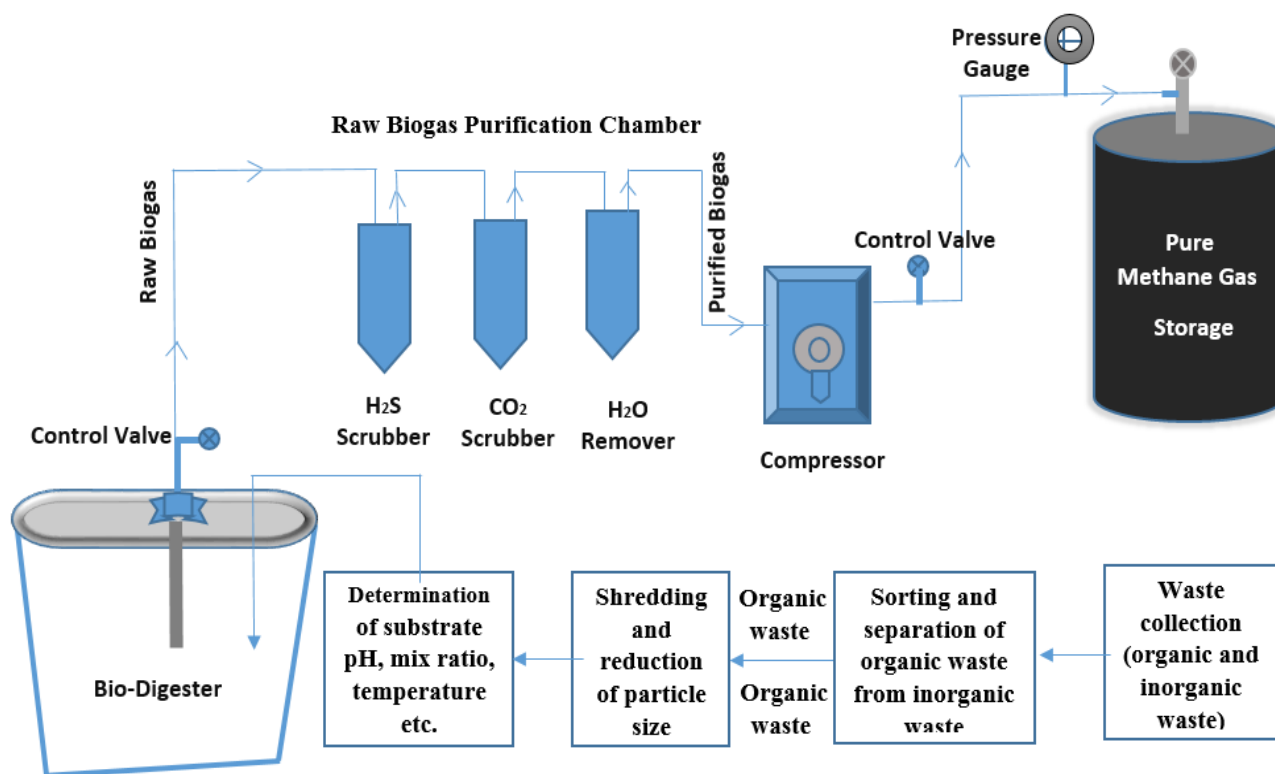 Pressure
Gauge
Raw Biogas Purification Chamber
Raw Biogas
Purified Biogas
Control Valve
Pure
Methane Gas
Storage
H₂S
Scrubber
CO₂
Scrubber
H₂O
Remover
Compressor
Control Valve
Bio-Digester
Determination
of substrate
pH, mix ratio,
temperature
etc.
Shredding
and
reduction
of particle
size
Organic
waste
Organic
waste
Sorting and
separation of
organic waste
from inorganic
waste
Waste
collection
(organic and
inorganic
waste)